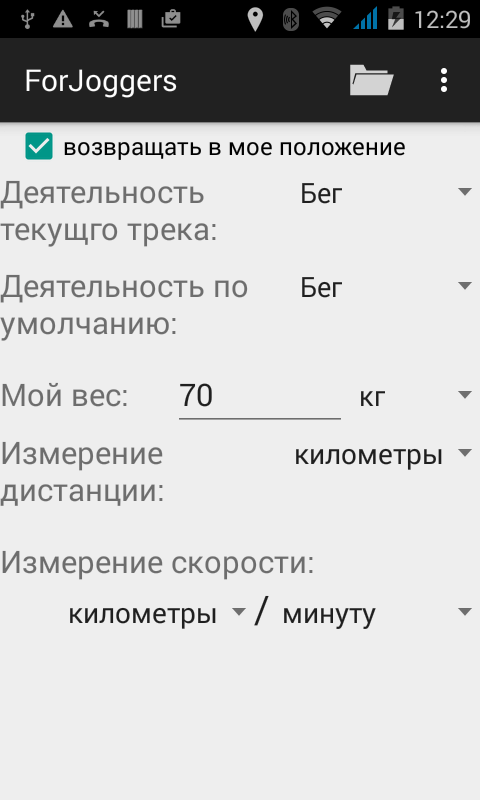 12:29
ForJoggers
возвращать в мое положение
Деятельность Бег
текущго трека:
Деятельность по Бег
умолчанию:
Мой вес: 70 кг
Измерение километры
дистанции:
Измерение скорости:
километры / минуту